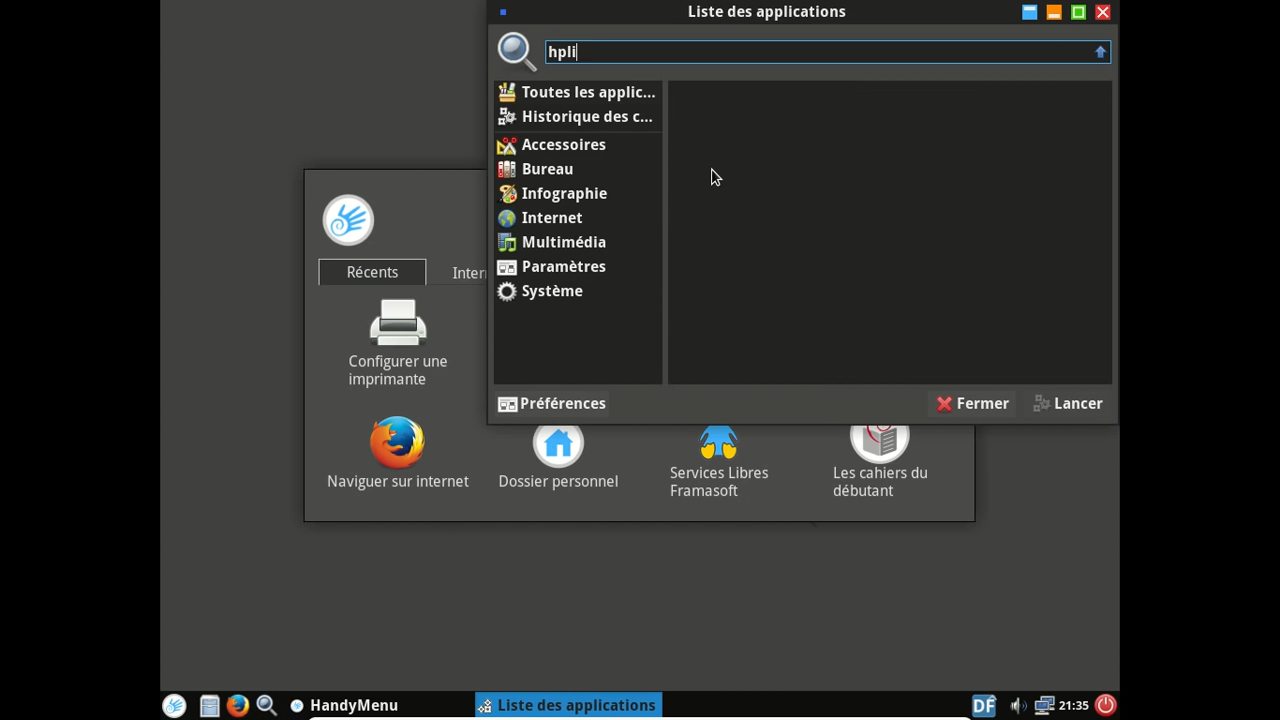 Liste des applications
hpli
Toutes les applic...
Historique des c...
Accessoires
Bureau
Infographie
Internet
Multimédia
Paramètres
Système
Préférences
Fermer
Lancer
Récents
Inter
Configurer une
imprimante
Naviguer sur internet
Dossier personnel
Services Libres
Framasoft
Les cahiers du
débutant
HandyMenu
Liste des applications
DF
21:35